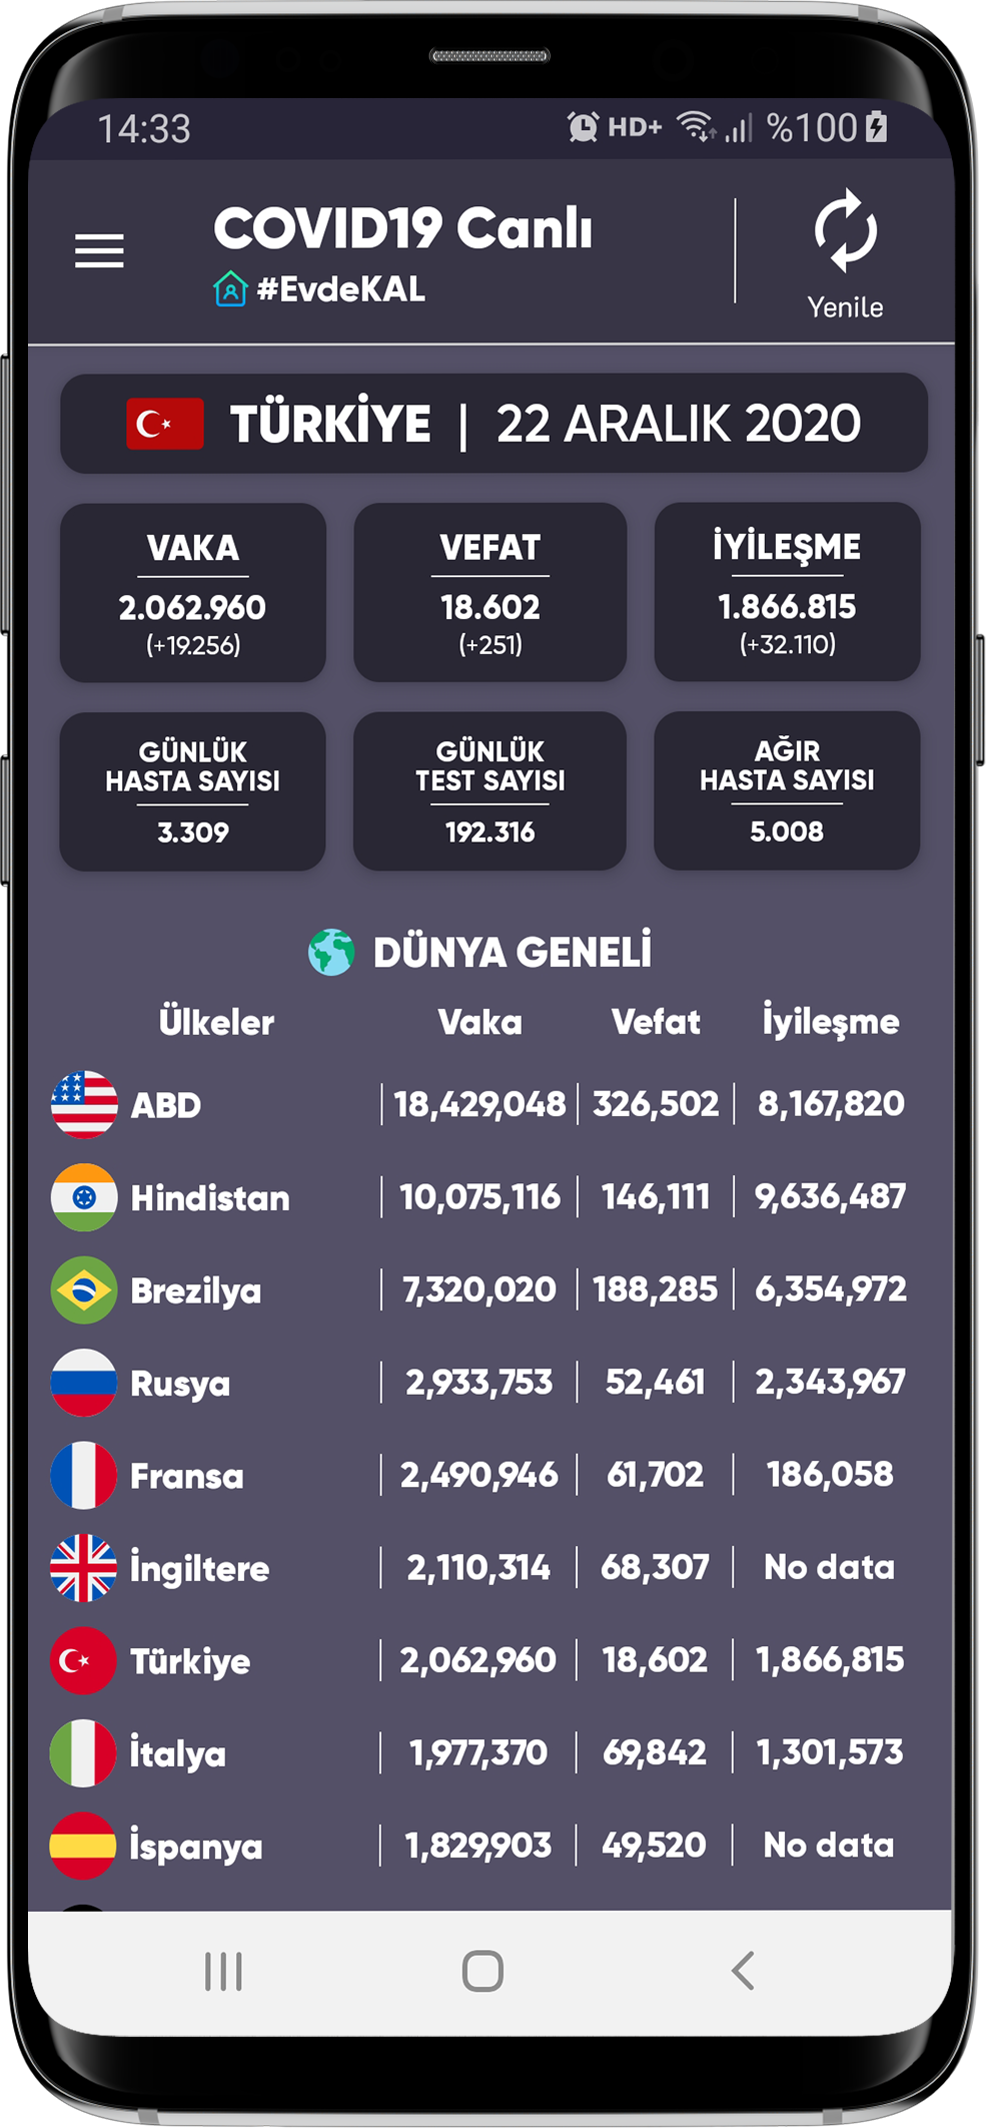 14:33 HD+ %100
COVID19 Canlı
#EvdeKAL
Yenile
TÜRKİYE | 22 ARALIK 2020
VAKA
2.062.960
(+19.256)
VEFAT
18.602
(+251)
İYİLEŞME
1.866.815
(+32.110)
GÜNLÜK
HASTA SAYISI
3.309
GÜNLÜK
TEST SAYISI
192.316
AĞIR
HASTA SAYISI
5.008
DÜNYA GENELİ
Ülkeler Vaka Vefat İyileşme
ABD | 18,429,048 | 326,502 | 8,167,820
Hindistan | 10,075,116 | 146,111 | 9,636,487
Brezilya | 7,320,020 | 188,285 | 6,354,972
Rusya | 2,933,753 | 52,461 | 2,343,967
Fransa | 2,490,946 | 61,702 | 186,058
İngiltere | 2,110,314 | 68,307 | No data
Türkiye | 2,062,960 | 18,602 | 1,866,815
İtalya | 1,977,370 | 69,842 | 1,301,573
İspanya | 1,829,903 | 49,520 | No data